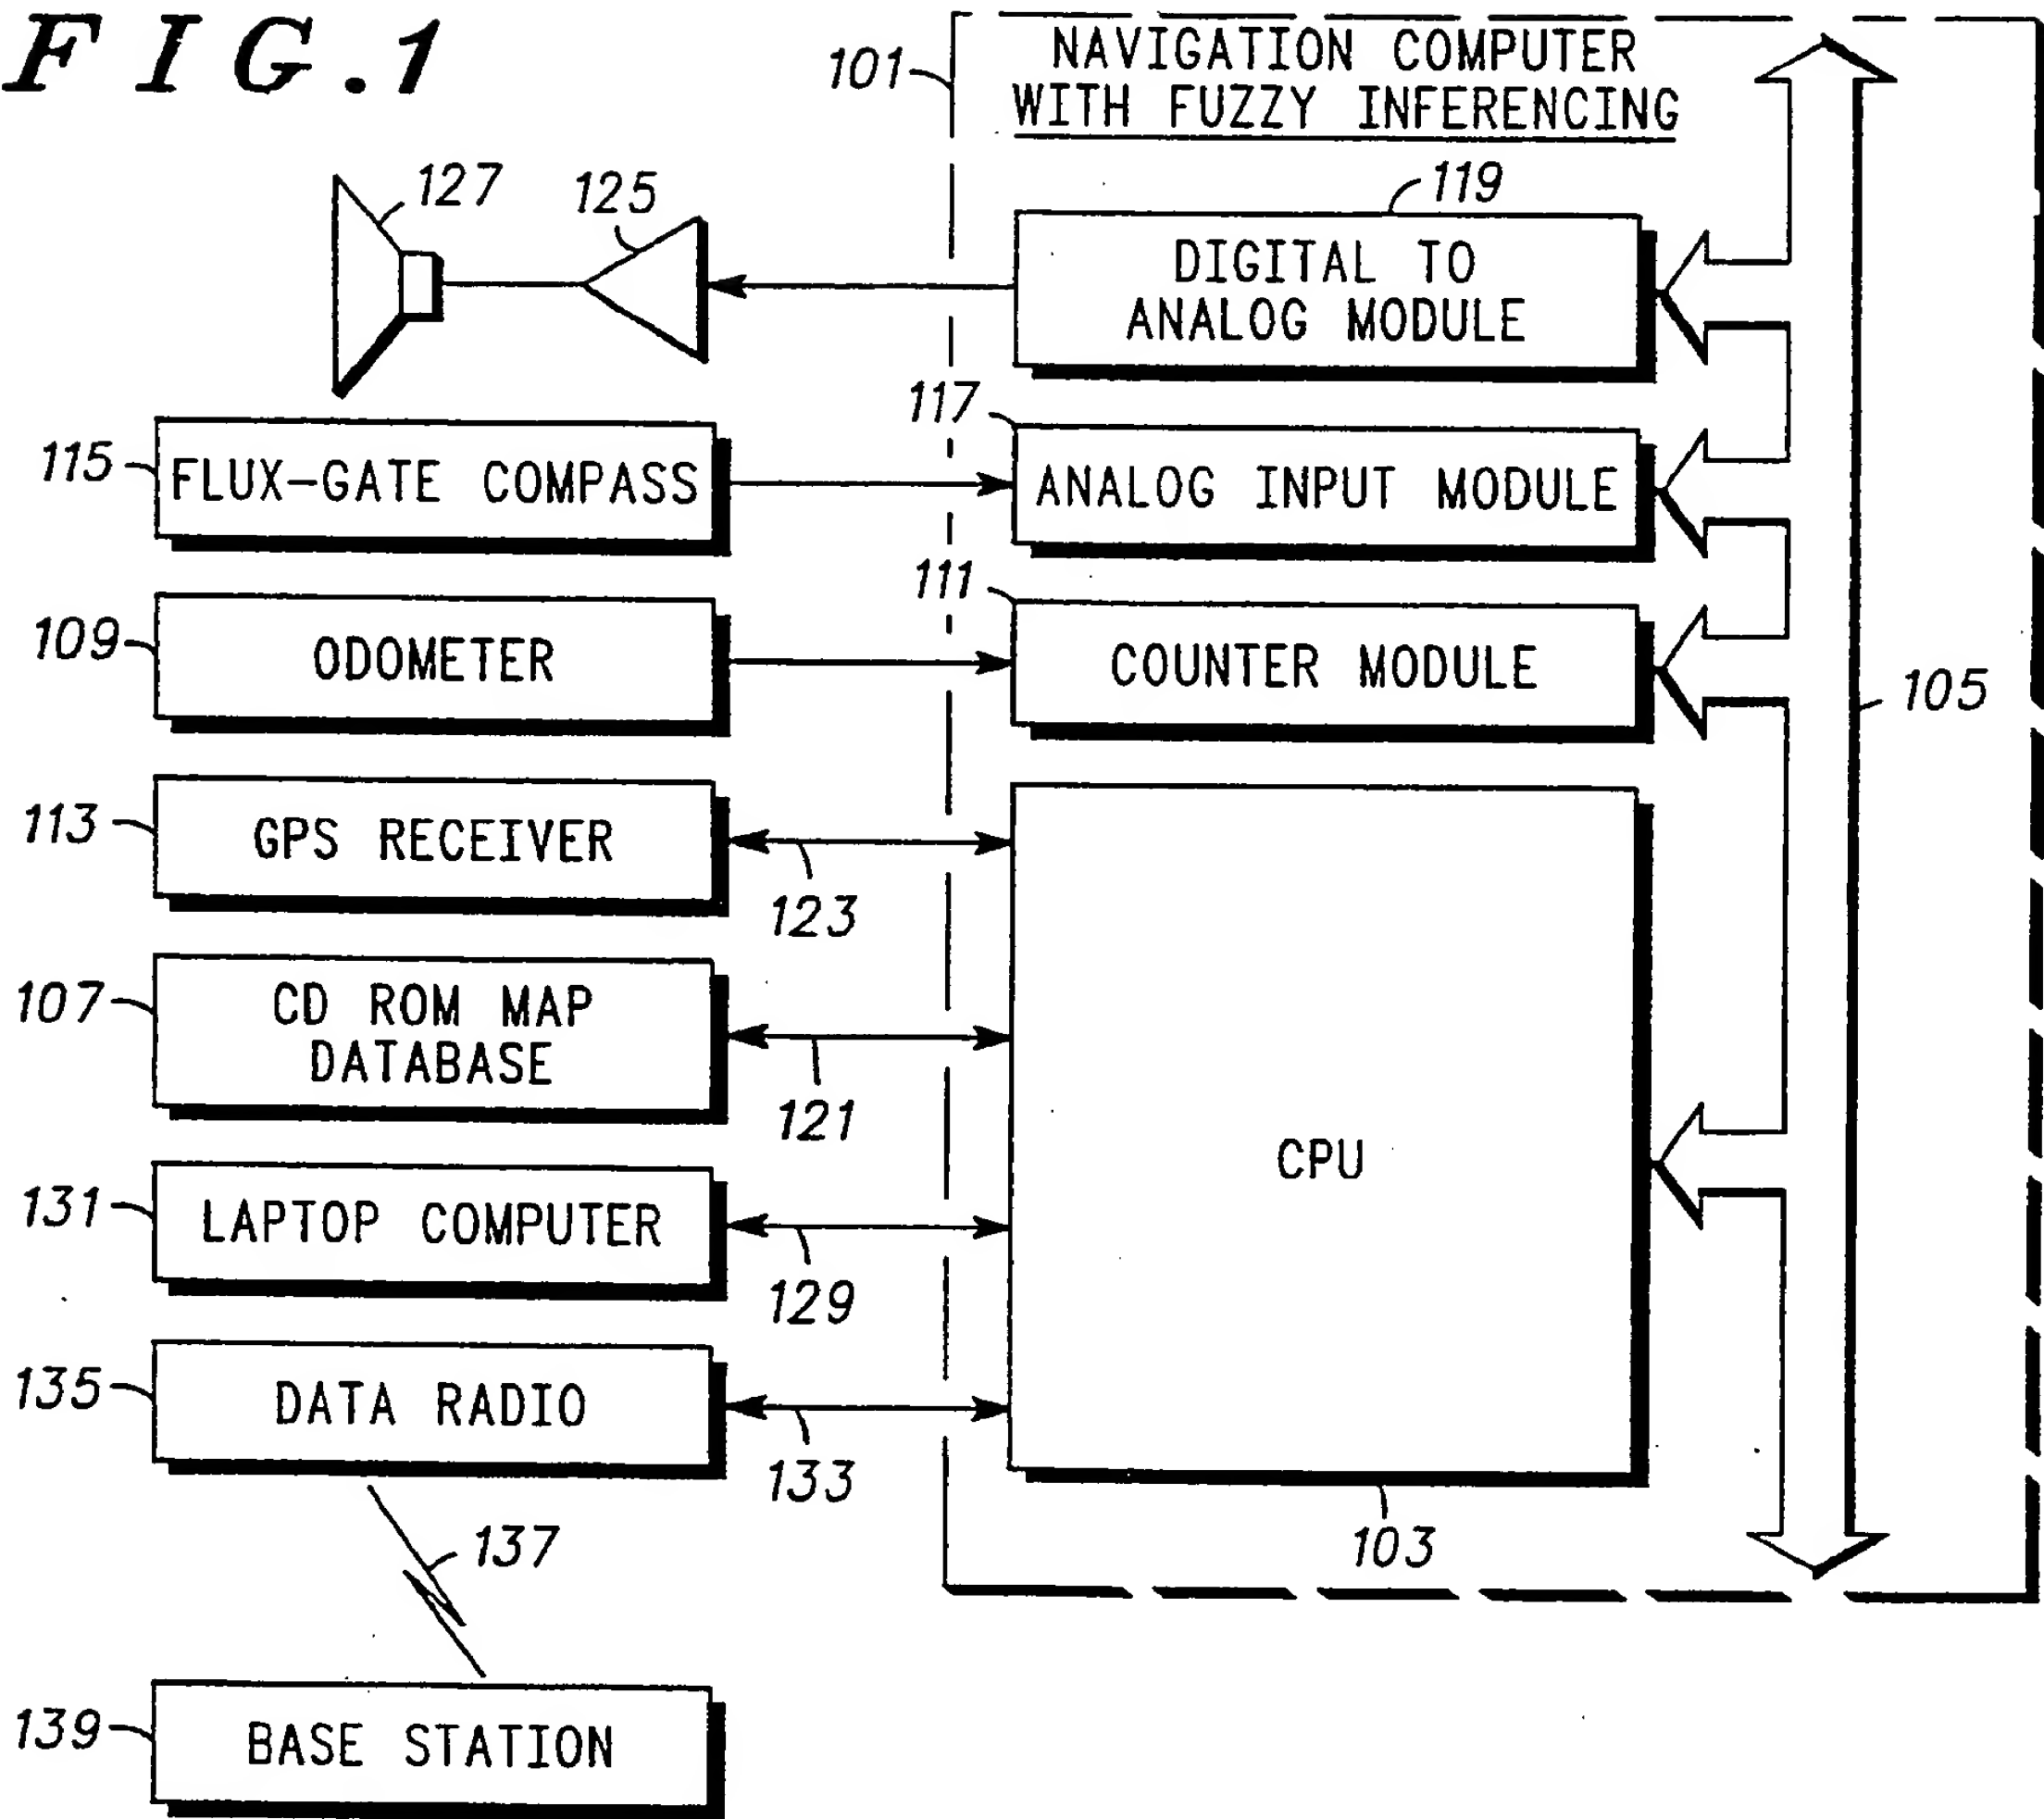 FIG.1
101
NAVIGATION COMPUTER
WITH FUZZY INFERENCING
127
125
119
DIGITAL TO
ANALOG MODULE
117
115
FLUX-GATE COMPASS
ANALOG INPUT MODULE
111
109
ODOMETER
COUNTER MODULE
105
113
GPS RECEIVER
123
107
CD ROM MAP
DATABASE
121
CPU
131
LAPTOP COMPUTER
129
135
DATA RADIO
133
103
137
139
BASE STATION